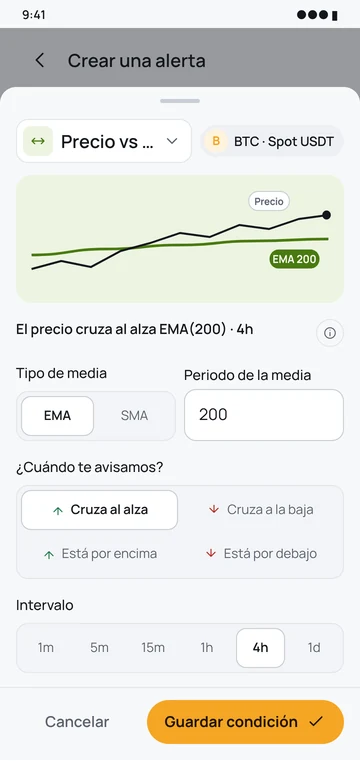 9:41
Crear una alerta
Precio vs ...
B BTC · Spot USDT
Precio
EMA 200
El precio cruza al alza EMA(200) · 4h
Tipo de media
Periodo de la media
EMA
SMA
200
¿Cuándo te avisamos?
Cruza al alza
Cruza a la baja
Está por encima
Está por debajo
Intervalo
1m
5m
15m
1h
4h
1d
Cancelar
Guardar condición